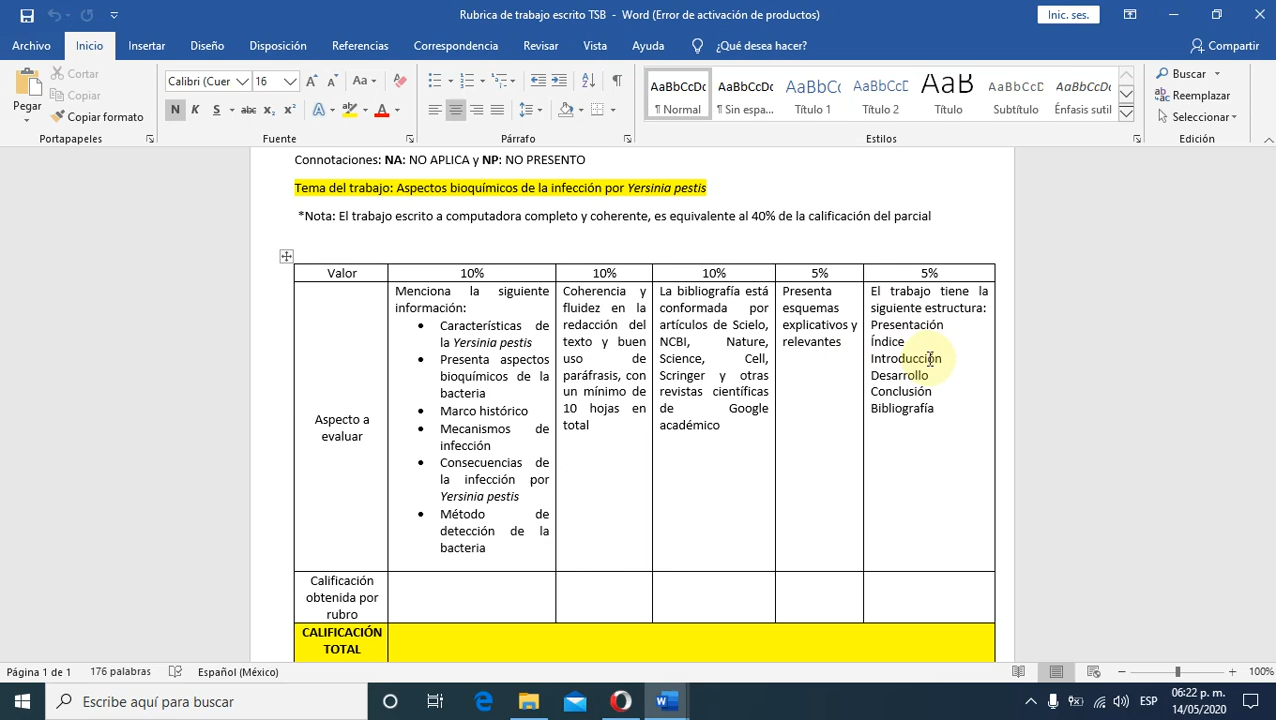 Rubrica de trabajo escrito TSB - Word (Error de activación de productos)
Inic. ses.
Archivo Inicio Insertar Diseño Disposición Referencias Correspondencia Revisar Vista Ayuda ¿Qué desea hacer? Compartir
Pegar
Cortar
Copiar
Copiar formato
Portapapeles
Calibri (Cuer 16
Aa
N K S abc x₂ x²
Fuente
Párrafo
AaBbCcDc AaBbCcDc AaBbCcC AaBbCcC AaB AaBbCcD AaBbCcDc
¶ Normal ¶ Sin espa... Título 1 Título 2 Título Subtítulo Énfasis sutil
Estilos
Buscar
Reemplazar
Seleccionar
Edición
Connotaciones: NA: NO APLICA y NP: NO PRESENTO
Tema del trabajo: Aspectos bioquímicos de la infección por Yersinia pestis
*Nota: El trabajo escrito a computadora completo y coherente, es equivalente al 40% de la calificación del parcial
Valor 10% 10% 10% 5% 5%
Aspecto a
evaluar
Menciona la siguiente
información:
• Características de
la Yersinia pestis
• Presenta aspectos
bioquímicos de la
bacteria
• Marco histórico
• Mecanismos de
infección
• Consecuencias de
la infección por
Yersinia pestis
• Método de
detección de la
bacteria
Coherencia y
fluidez en la
redacción del
texto y buen
uso de
paráfrasis, con
un mínimo de
10 hojas en
total
La bibliografía está
conformada por
artículos de Scielo,
NCBI, Nature,
Science, Cell,
Scringer y otras
revistas científicas
de Google
académico
Presenta
esquemas
explicativos y
relevantes
El trabajo tiene la
siguiente estructura:
Presentación
Índice
Introducción
Desarrollo
Conclusión
Bibliografía
Calificación
obtenida por
rubro
CALIFICACIÓN
TOTAL
Página 1 de 1 176 palabras Español (México) 100%
Escribe aquí para buscar
ESP
06:22 p. m.
14/05/2020